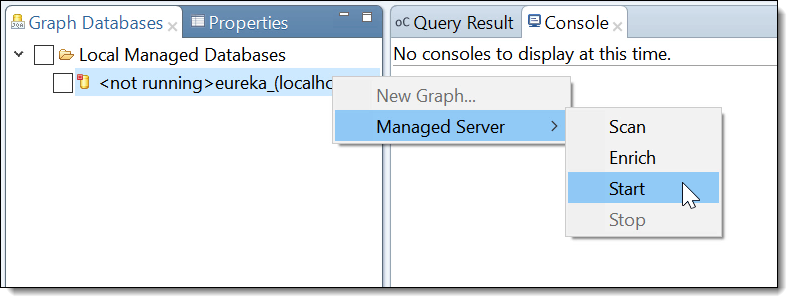 Graph Databases Properties oC Query Result Console
Local Managed Databases No consoles to display at this time.
<not running>eureka_(localho
New Graph...
Managed Server
Scan
Enrich
Start
Stop